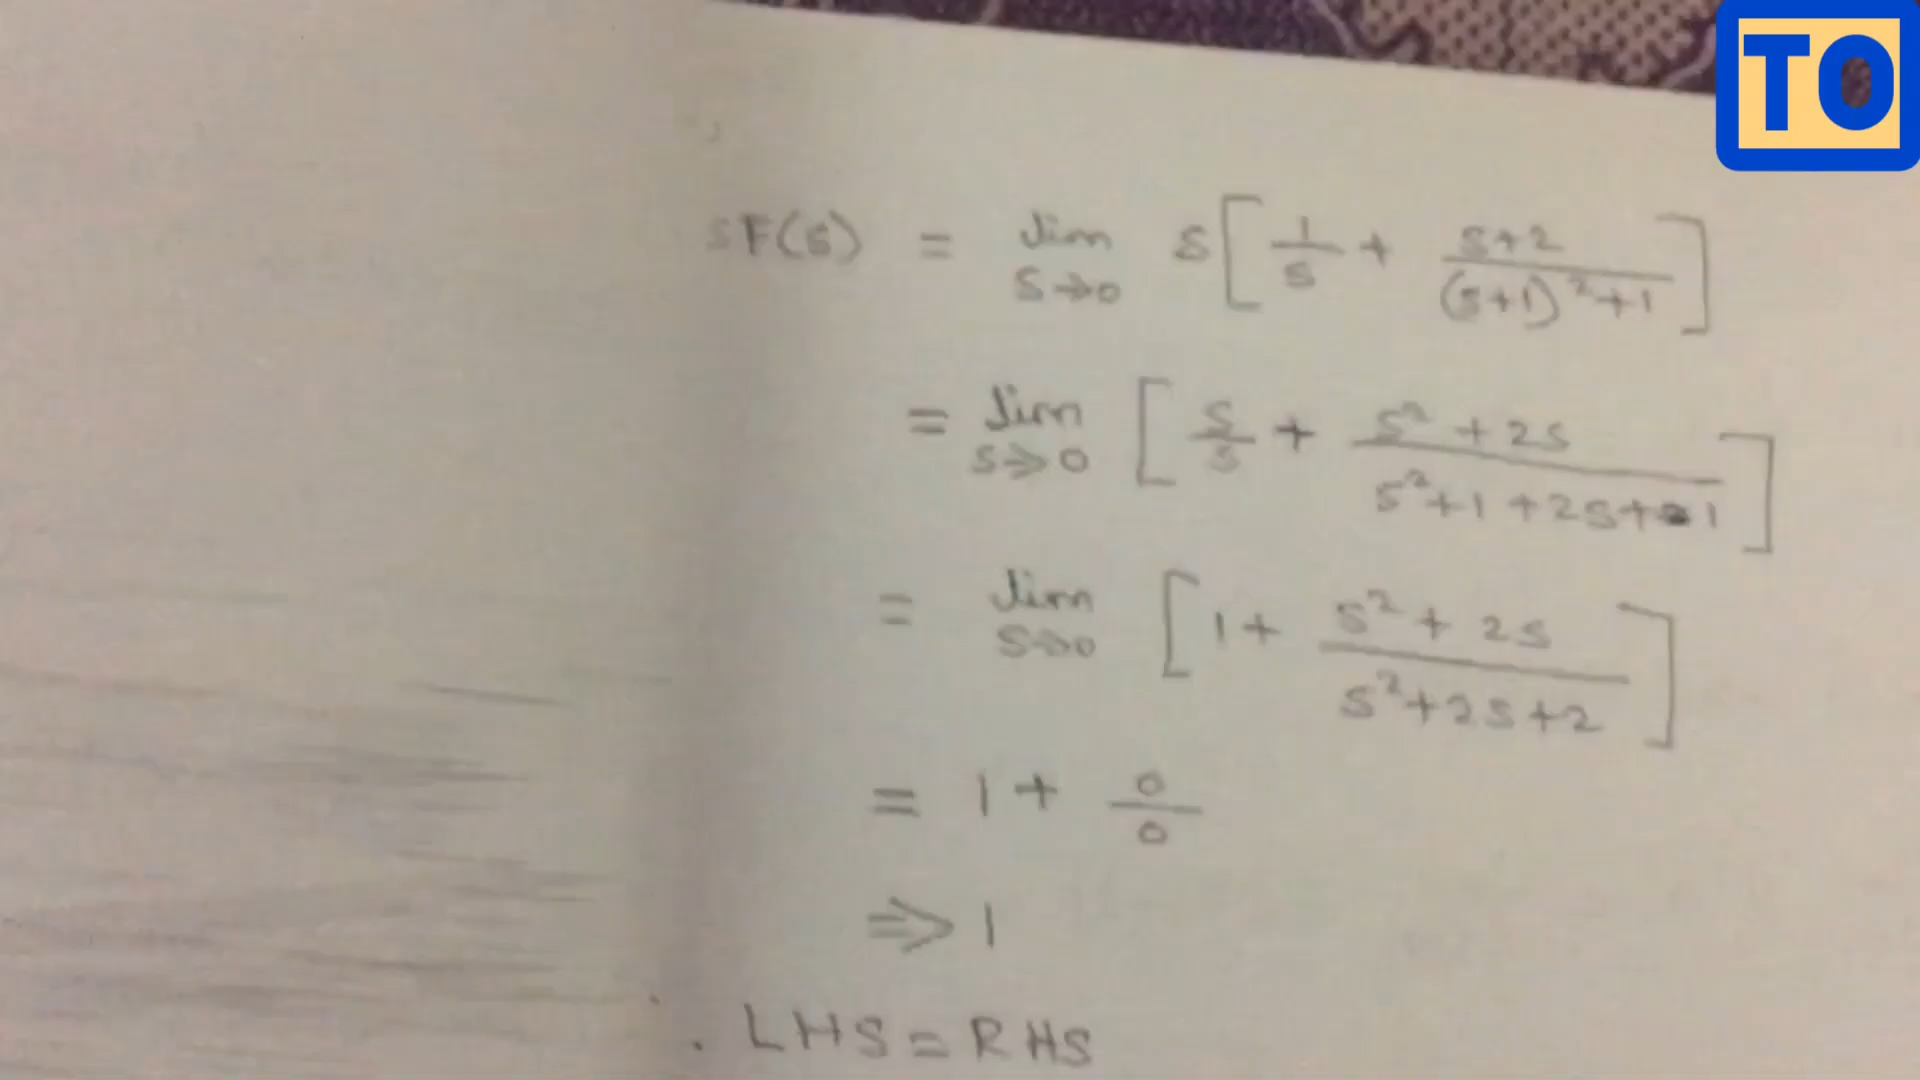 TO
sF(s) = lim s→0 s[1/s + (s+2)/((s+1)²+1)]
= lim s→0 [s/s + (s²+2s)/(s²+1+2s+1)]
= lim s→0 [1+ (s²+2s)/(s²+2s+2)]
= 1 + 0/0
⇒ 1
. LHS = RHS